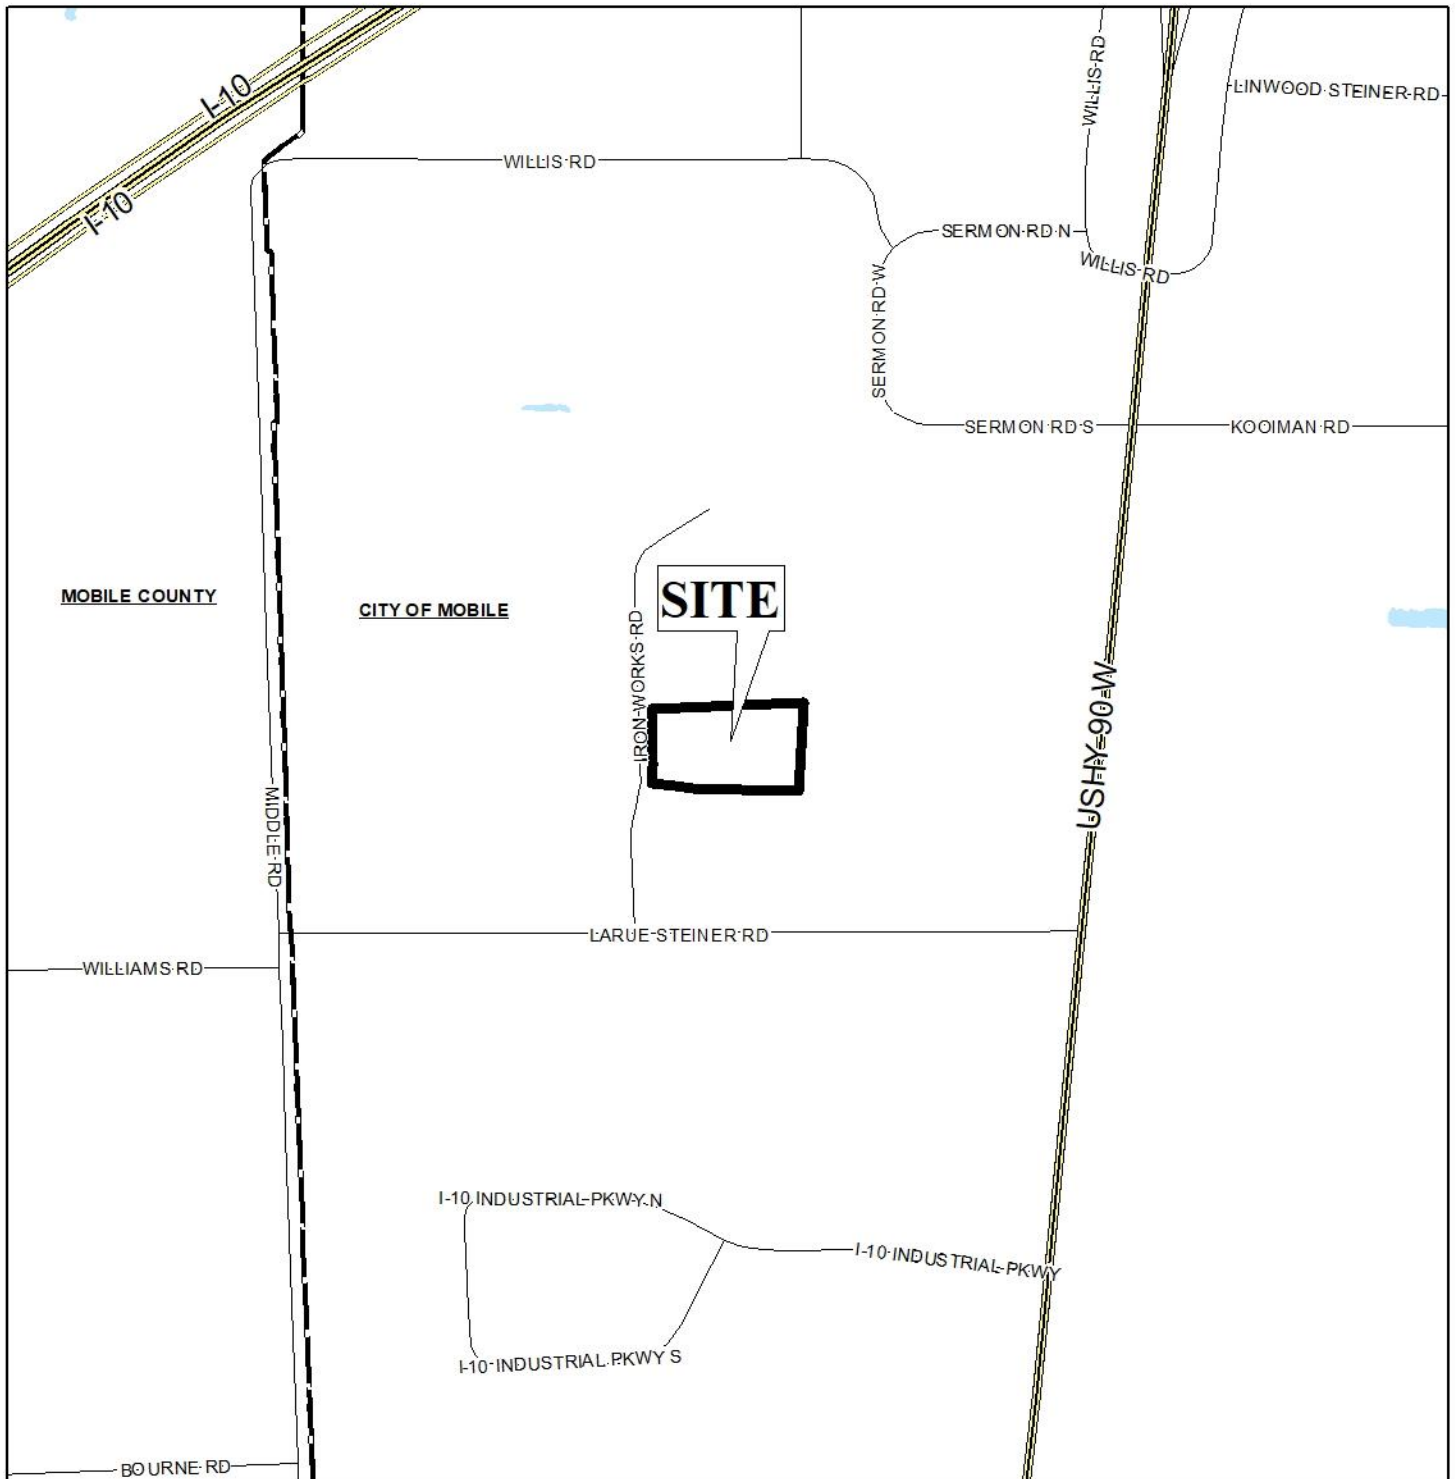 I-10
LINWOOD STEINER RD
WILLIS RD
WILLIS RD
I-10
SERMON RD N
WILLIS RD
SERMON RD W
SERMON RD S
KOOIMAN RD
MOBILE COUNTY
CITY OF MOBILE
SITE
IRON WORKS RD
USHY 90 W
MIDDLE RD
LARUE STEINER RD
WILLIAMS RD
I-10 INDUSTRIAL PKWY N
I-10 INDUSTRIAL PKWY
I-10 INDUSTRIAL PKWY S
BOURNE RD